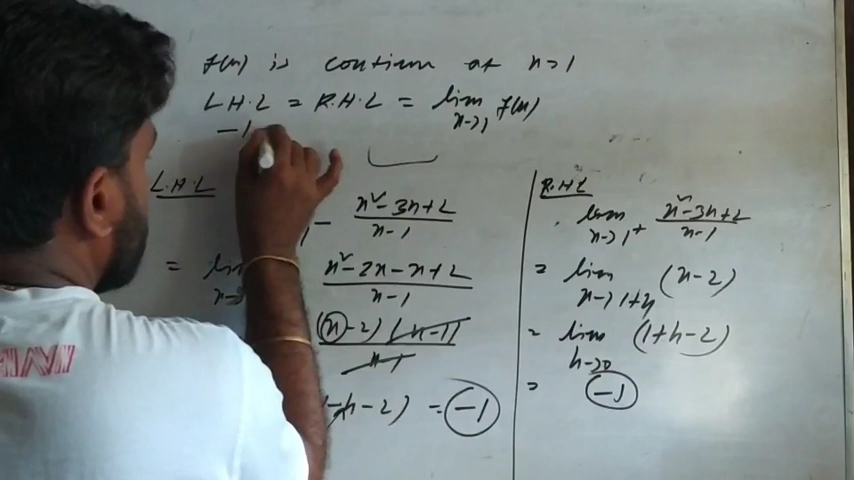 f(x) is continum at x→1
L.H.L = R.H.L = lim x→1 f(x)
-1
L.H.L
1- x²-3x+2 / x-1
= lim x²-2x-x+2 / x-1
(x-2) (x-1) / x-1
-h-2) = -1
R.H.L
lim x→1+ x²-3x+2 / x-1
= lim x→1+h (x-2)
= lim h→0 (1+h-2)
= -1